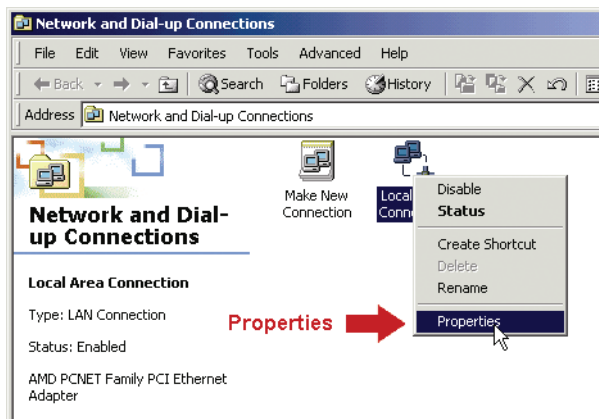 Network and Dial-up Connections
File Edit View Favorites Tools Advanced Help
Back Search Folders History
Address Network and Dial-up Connections
Network and Dial-
up Connections
Local Area Connection
Type: LAN Connection
Status: Enabled
AMD PCNET Family PCI Ethernet
Adapter
Make New
Connection
Local
Conn
Disable
Status
Create Shortcut
Delete
Rename
Properties
Properties